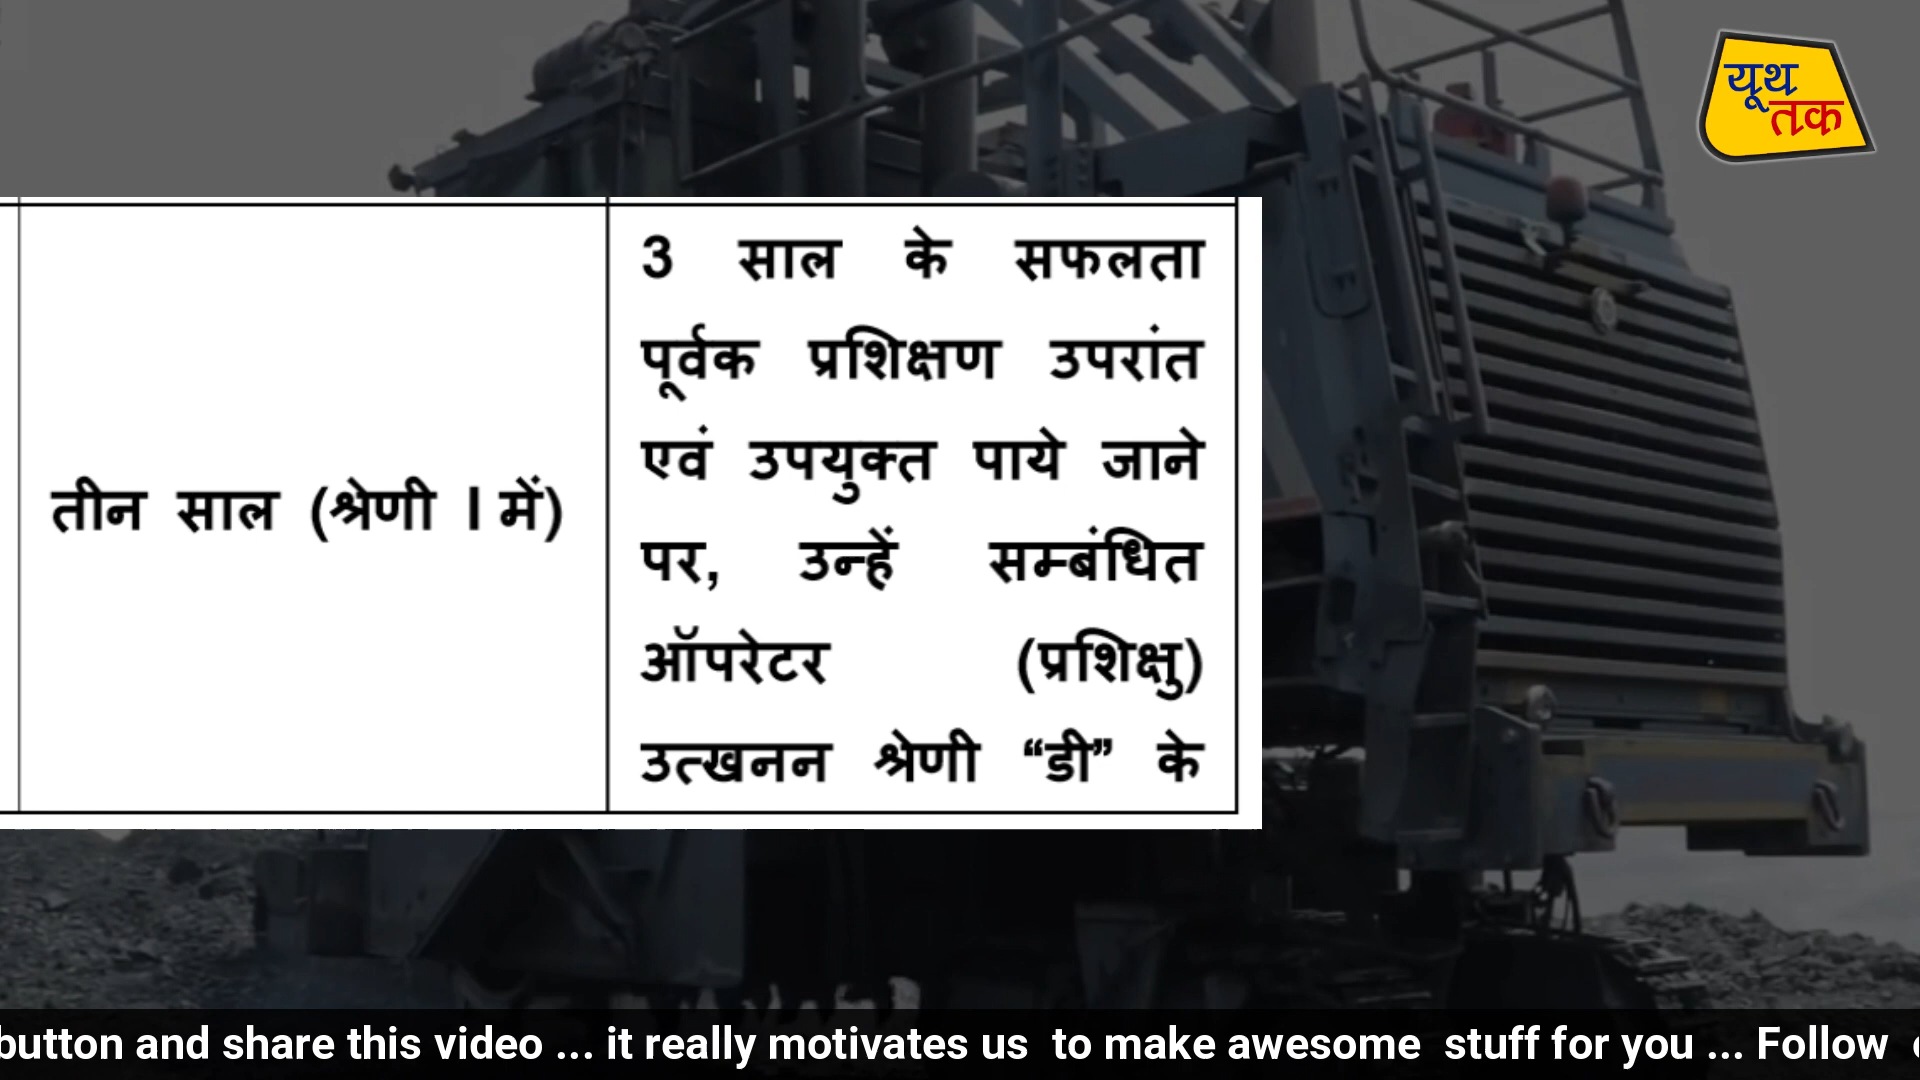 यूथ
तक
तीन साल (श्रेणी I में)
3 साल के सफलता
पूर्वक प्रशिक्षण उपरांत
एवं उपयुक्त पाये जाने
पर, उन्हें सम्बंधित
ऑपरेटर (प्रशिक्षु)
उत्खनन श्रेणी “डी” के
button and share this video ... it really motivates us to make awesome stuff for you ... Follow